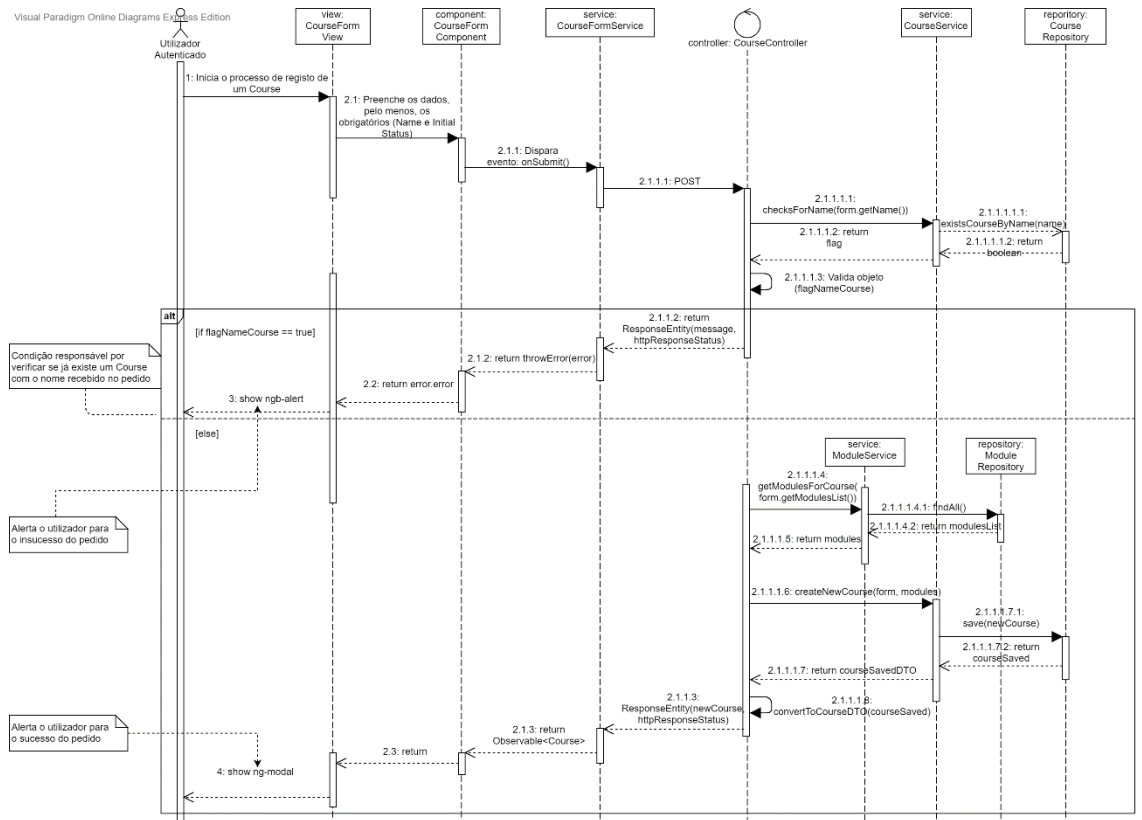 Visual Paradigm Online Diagrams Express Edition
Utilizador
Autenticado
view:
CourseForm
View
component:
CourseForm
Component
service:
CourseFormService
controller: CourseController
service:
CourseService
reporitory:
Course
Repository
1: Inicia o processo de registo de
um Course
2.1: Preenche os dados,
pelo menos, os
obrigatórios (Name e Initial
Status)
2.1.1: Dispara
evento: onSubmit()
2.1.1.1: POST
2.1.1.1.1:
checksForName(form.getName())
2.1.1.1.1.1:
existsCourseByName(name)
2.1.1.1.1.2: return
boolean
2.1.1.1.2: return
flag
2.1.1.1.3: Valida objeto
(flagNameCourse)
alt
[if flagNameCourse == true]
2.1.1.2: return
ResponseEntity(message,
httpResponseStatus)
2.1.2: return throwError(error)
2.2: return error.error
3: show ngb-alert
Condição responsável por
verificar se já existe um Course
com o nome recebido no pedido
[else]
service:
ModuleService
repository:
Module
Repository
2.1.1.1.4:
getModulesForCourse(
form.getModulesList())
2.1.1.1.4.1: findAll()
2.1.1.1.4.2: return modulesList
2.1.1.1.5: return modules
Alerta o utilizador para
o insucesso do pedido
2.1.1.1.6: createNewCourse(form, modules)
2.1.1.1.7.1:
save(newCourse)
2.1.1.1.7.2: return
courseSaved
2.1.1.1.7: return courseSavedDTO
2.1.1.1.8:
convertToCourseDTO(courseSaved)
2.1.1.3:
ResponseEntity(newCourse,
httpResponseStatus)
2.1.3: return
Observable<Course>
2.3: return
Alerta o utilizador para
o sucesso do pedido
4: show ng-modal